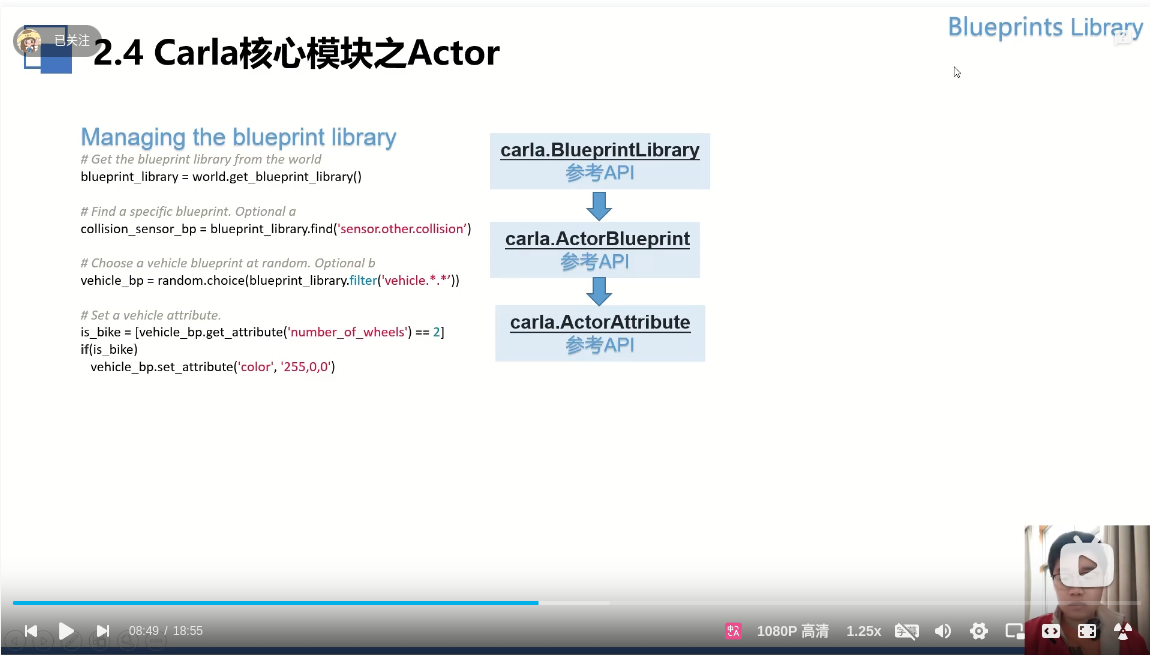 已关注
2.4 Carla核心模块之Actor
Blueprints Library
Managing the blueprint library
# Get the blueprint library from the world
blueprint_library = world.get_blueprint_library()
# Find a specific blueprint. Optional a
collision_sensor_bp = blueprint_library.find('sensor.other.collision’)
# Choose a vehicle blueprint at random. Optional b
vehicle_bp = random.choice(blueprint_library.filter('vehicle.*.*’))
# Set a vehicle attribute.
is_bike = [vehicle_bp.get_attribute('number_of_wheels') == 2]
if(is_bike)
vehicle_bp.set_attribute('color', '255,0,0')
carla.BlueprintLibrary
参考API
carla.ActorBlueprint
参考API
carla.ActorAttribute
参考API
08:49 / 18:55
1080P 高清
1.25x